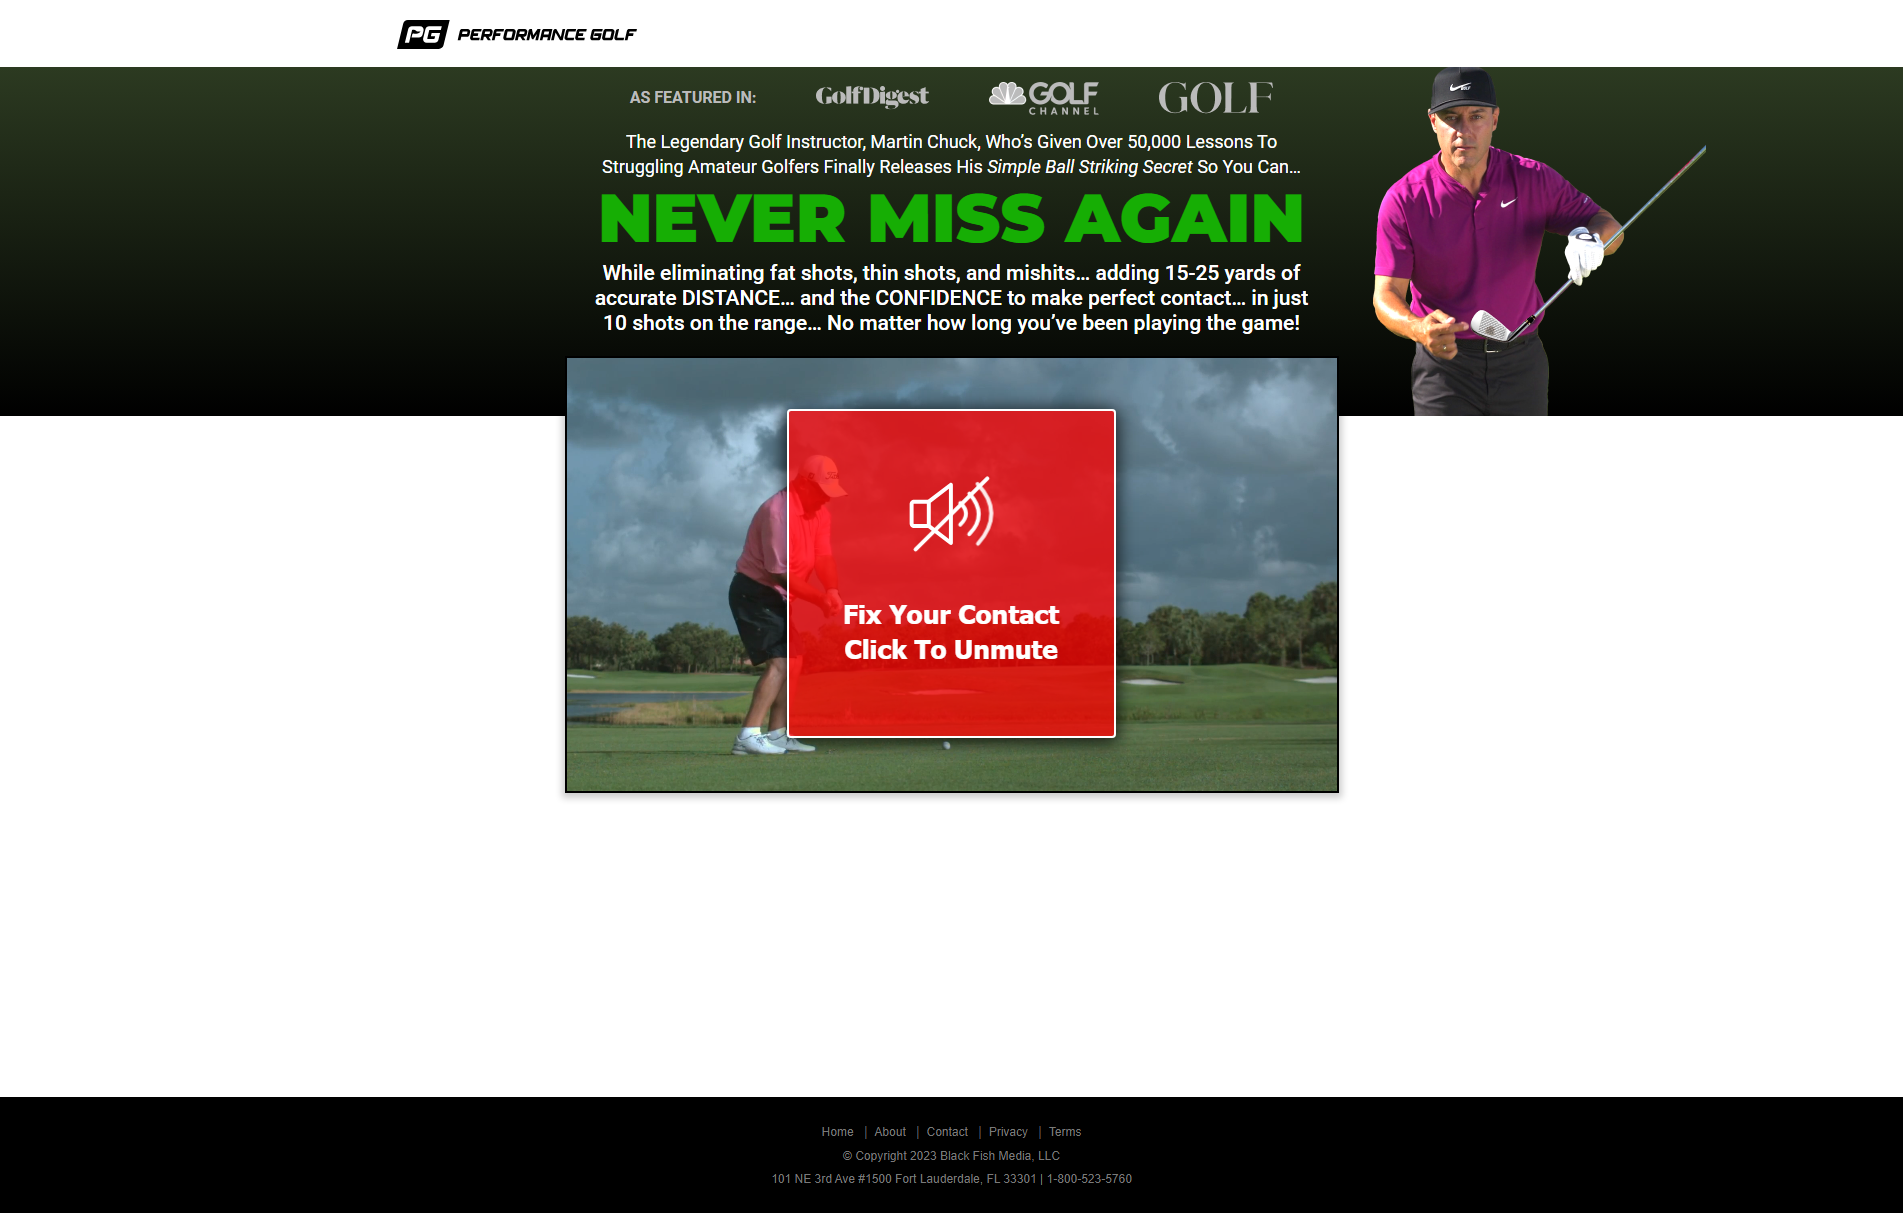 PG PERFORMANCE GOLF
AS FEATURED IN: GolfDigest GOLF CHANNEL GOLF
The Legendary Golf Instructor, Martin Chuck, Who’s Given Over 50,000 Lessons To
Struggling Amateur Golfers Finally Releases His Simple Ball Striking Secret So You Can...
NEVER MISS AGAIN
While eliminating fat shots, thin shots, and mishits... adding 15-25 yards of
accurate DISTANCE... and the CONFIDENCE to make perfect contact... in just
10 shots on the range... No matter how long you’ve been playing the game!
Fix Your Contact
Click To Unmute
Home | About | Contact | Privacy | Terms
© Copyright 2023 Black Fish Media, LLC
101 NE 3rd Ave #1500 Fort Lauderdale, FL 33301 | 1-800-523-5760